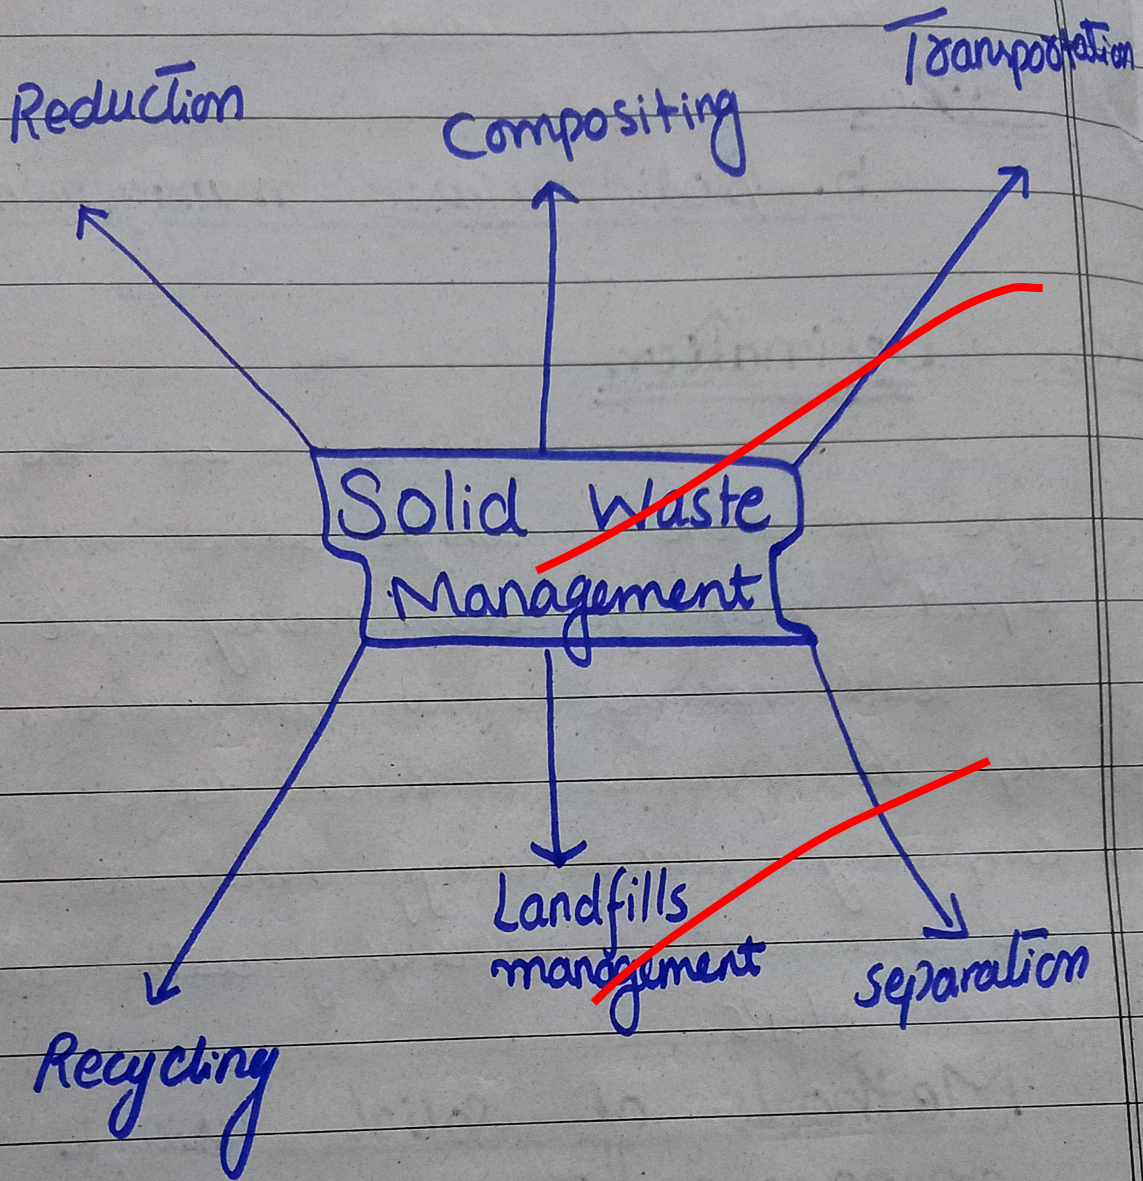 Transportation
Reduction
Compositing
Solid Waste
Management
Landfills
management
separation
Recycling